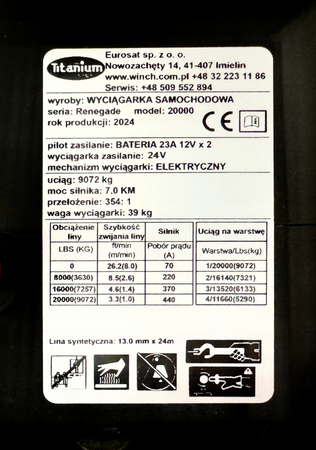 Eurosat sp. z o. o.
Titanium
Nowozachęty 14, 41-407 Imielin
www.winch.com.pl +48 32 223 11 86
Serwis: +48 509 552 894
wyroby: WYCIĄGARKA SAMOCHODOWA
seria: Renegade model: 20000
rok produkcji: 2024
CE
pilot zasilanie: BATERIA 23A 12V x 2
wyciągarka zasilanie: 24V
mechanizm wyciągarki: ELEKTRYCZNY
uciąg: 9072 kg
moc silnika: 7.0 KM
przełożenie: 354: 1
waga wyciągarki: 39 kg
Obciążenie liny Szybkość zwijania liny Silnik Uciąg na warstwę
LBS (KG) ft/min (m/min) Pobór prądu (A) Warstwa/Lbs(kg)
0 26.2(8.0) 70 1/20000(9072)
8000(3630) 8.5(2.6) 220 2/16140(7321)
16000(7257) 4.6(1.4) 370 3/13520(6133)
20000(9072) 3.3(1.0) 440 4/11660(5290)
Lina syntetyczna: 13.0 mm x 24m